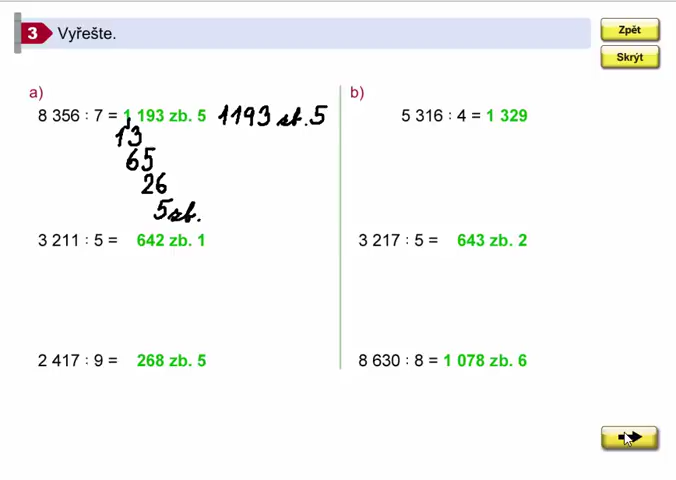 3 Vyřešte.
Zpět
Skrýt
a)
8 356 : 7 = 1 193 zb. 5 1193 zb. 5
13
65
26
5 zb.
3 211 : 5 = 642 zb. 1
2 417 : 9 = 268 zb. 5
b)
5 316 : 4 = 1 329
3 217 : 5 = 643 zb. 2
8 630 : 8 = 1 078 zb. 6